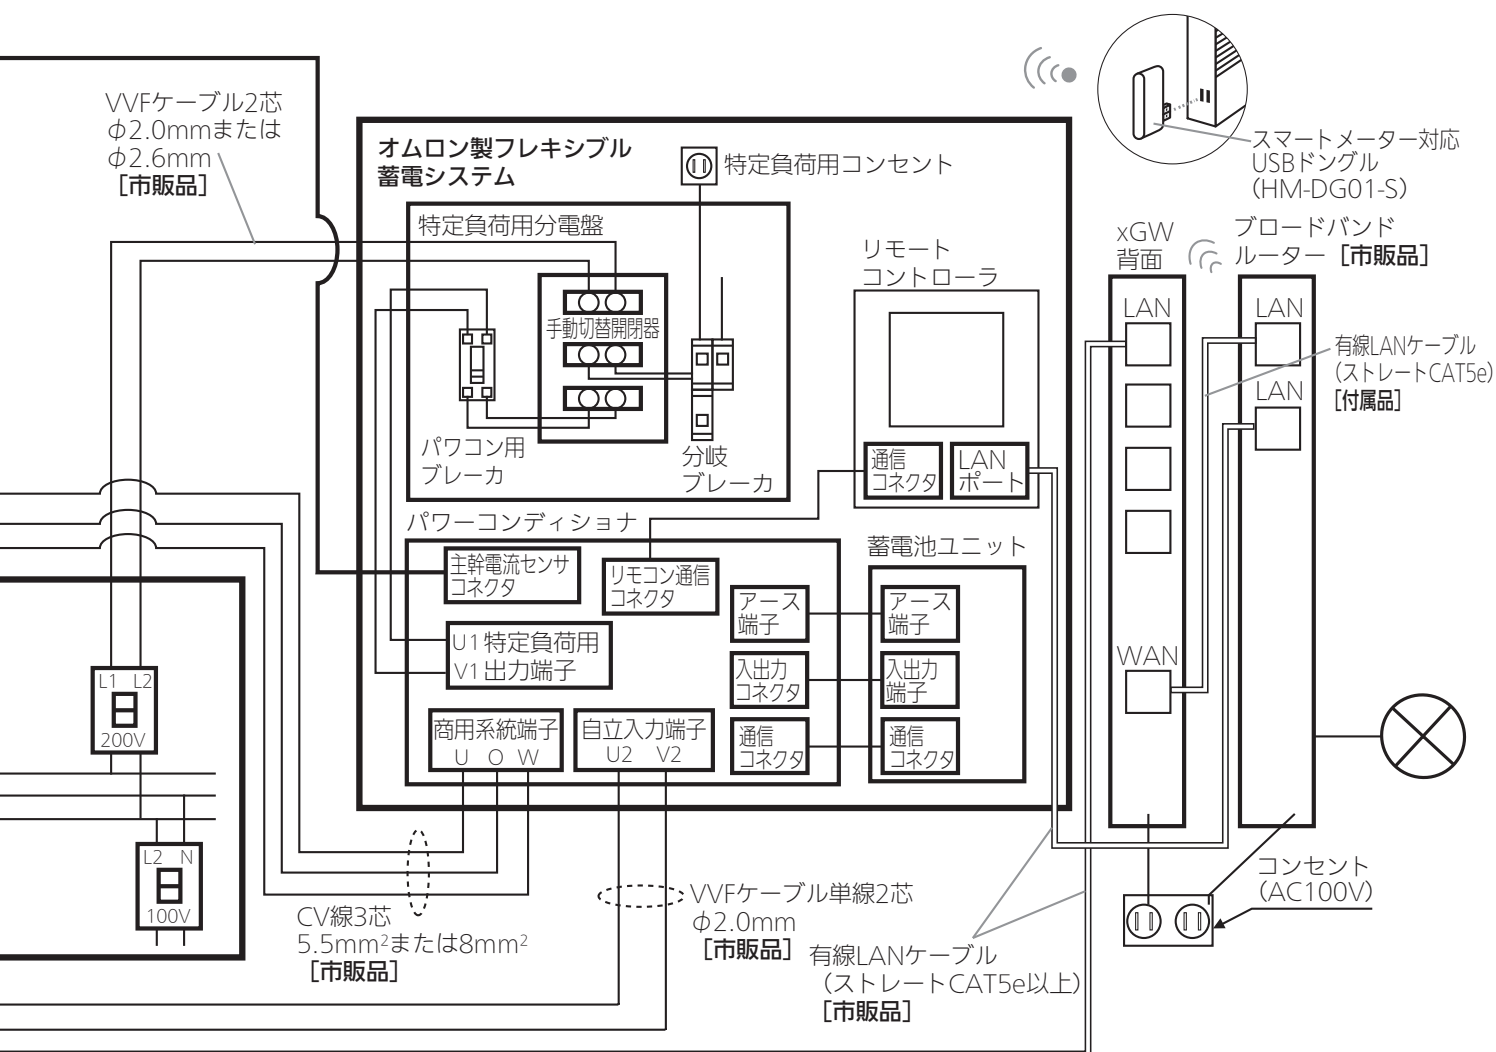 VVFケーブル2芯
φ2.0mmまたは
φ2.6mm
［市販品］
オムロン製フレキシブル
蓄電システム
特定負荷用コンセント
特定負荷用分電盤
手動切替開閉器
パワコン用
ブレーカ
分岐
ブレーカ
リモート
コントローラ
通信
コネクタ
LAN
ポート
スマートメーター対応
USBドングル
（HM-DG01-S）
xGW
背面
ブロードバンド
ルーター［市販品］
LAN
WAN
LAN
LAN
有線LANケーブル
（ストレートCAT5e）
［付属品］
パワーコンディショナ
主幹電流センサ
コネクタ
リモコン通信
コネクタ
U1特定負荷用
V1出力端子
商用系統端子
U O W
自立入力端子
U2 V2
アース
端子
入出力
コネクタ
通信
コネクタ
蓄電池ユニット
アース
端子
入出力
端子
通信
コネクタ
L1 L2
200V
L2 N
100V
CV線3芯
5.5mm²または8mm²
［市販品］
VVFケーブル単線2芯
φ2.0mm
［市販品］
有線LANケーブル
（ストレートCAT5e以上）
［市販品］
コンセント
（AC100V）